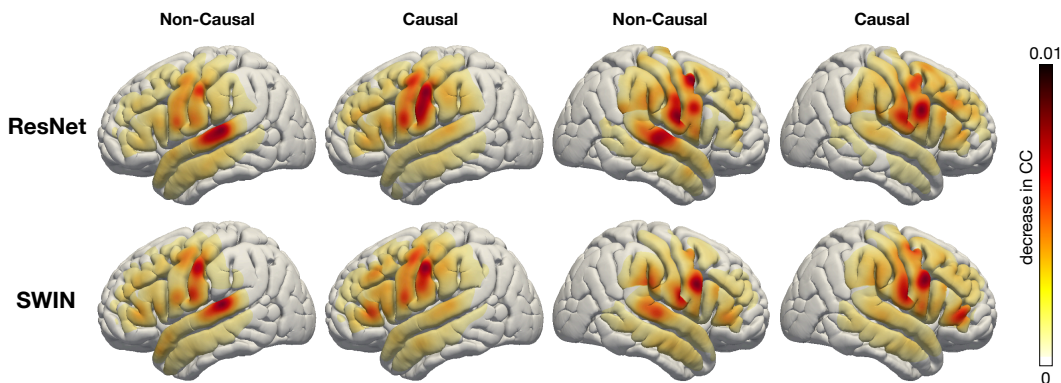 Non-Causal Causal Non-Causal Causal
0.01
ResNet
decrease in CC
SWIN
0